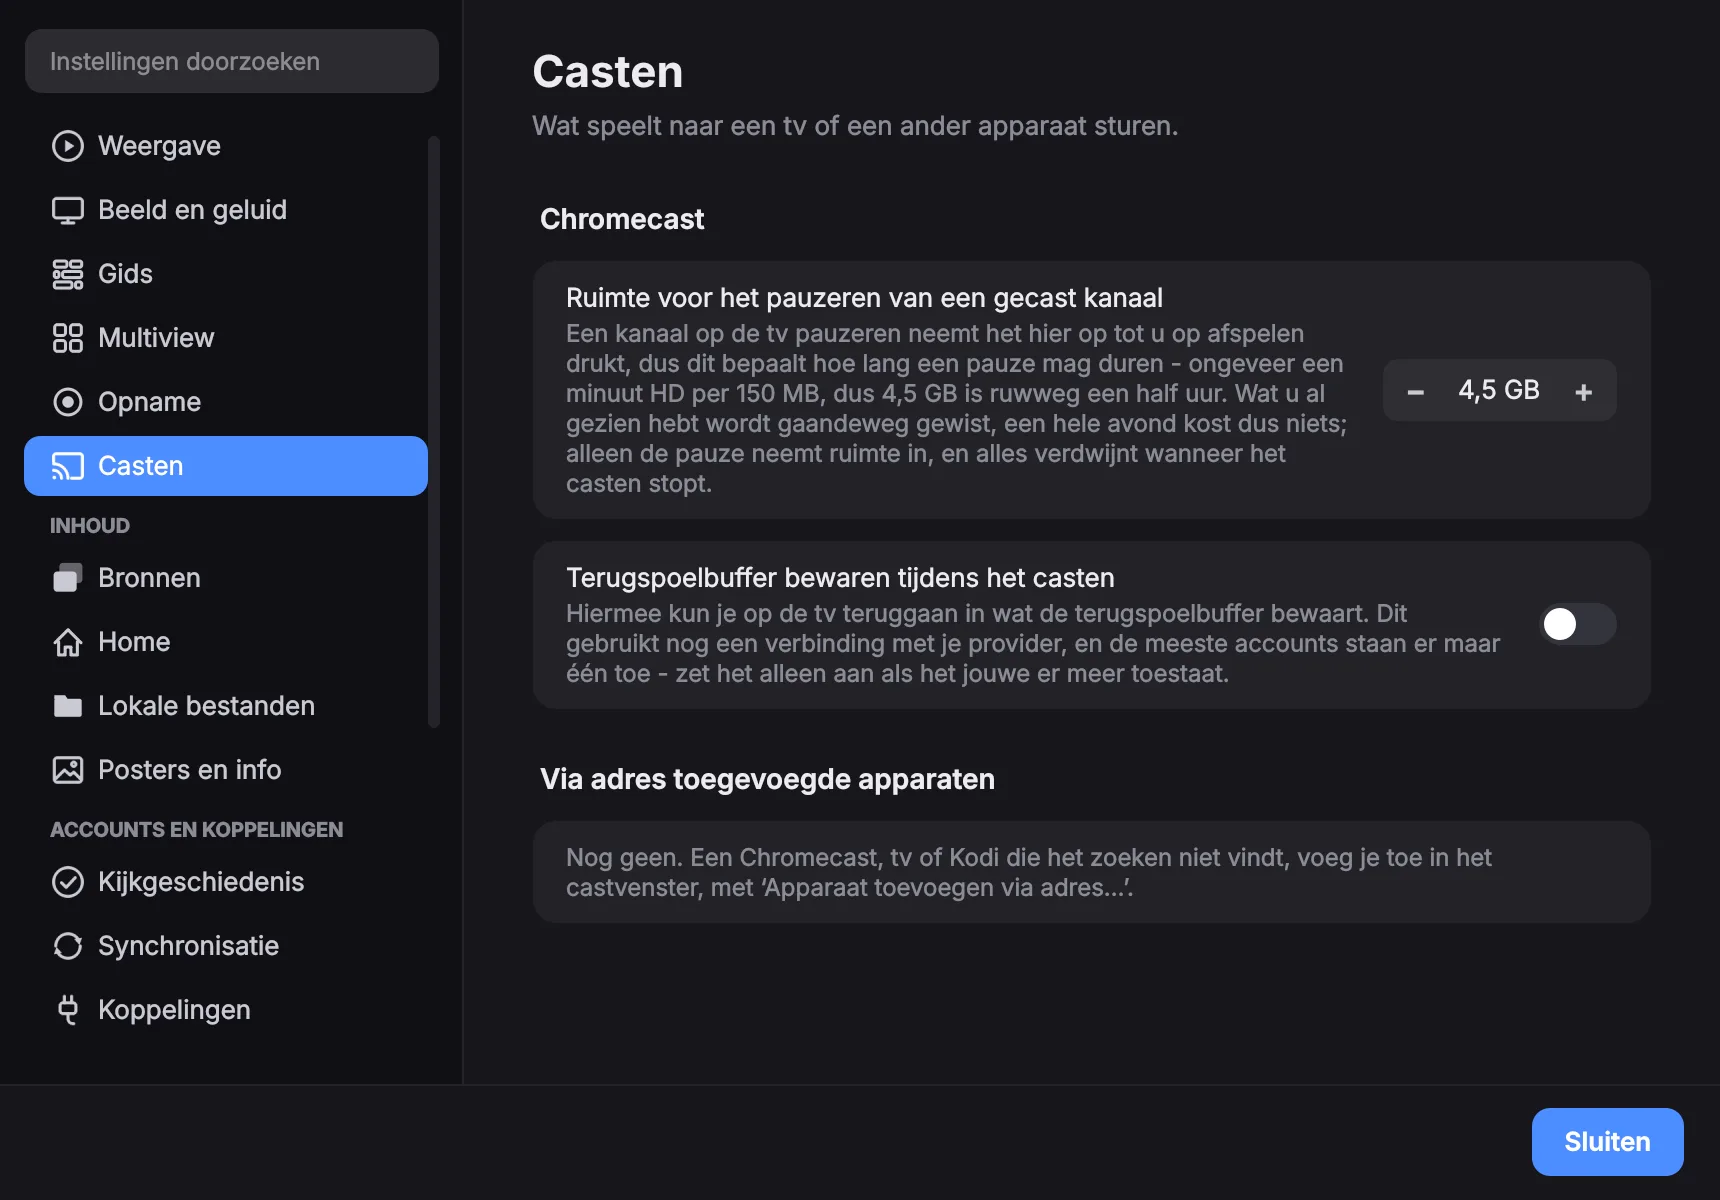 Instellingen doorzoeken
Weergave
Beeld en geluid
Gids
Multiview
Opname
Casten
INHOUD
Bronnen
Home
Lokale bestanden
Posters en info
ACCOUNTS EN KOPPELINGEN
Kijkgeschiedenis
Synchronisatie
Koppelingen
Casten
Wat speelt naar een tv of een ander apparaat sturen.
Chromecast
Ruimte voor het pauzeren van een gecast kanaal
Een kanaal op de tv pauzeren neemt het hier op tot u op afspelen
drukt, dus dit bepaalt hoe lang een pauze mag duren - ongeveer een
minuut HD per 150 MB, dus 4,5 GB is ruwweg een half uur. Wat u al
gezien hebt wordt gaandeweg gewist, een hele avond kost dus niets;
alleen de pauze neemt ruimte in, en alles verdwijnt wanneer het
casten stopt.
− 4,5 GB +
Terugspoelbuffer bewaren tijdens het casten
Hiermee kun je op de tv teruggaan in wat de terugspoelbuffer bewaart. Dit
gebruikt nog een verbinding met je provider, en de meeste accounts staan er maar
één toe - zet het alleen aan als het jouwe er meer toestaat.
Via adres toegevoegde apparaten
Nog geen. Een Chromecast, tv of Kodi die het zoeken niet vindt, voeg je toe in het
castvenster, met ‘Apparaat toevoegen via adres...’.
Sluiten